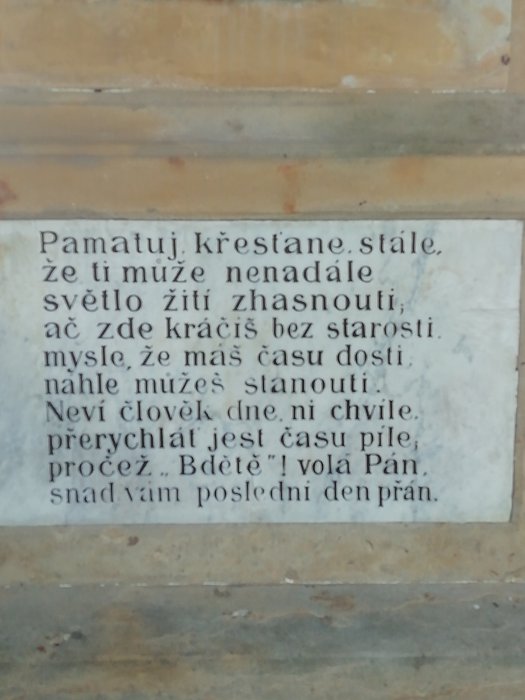 Pamatuj, křesťane, stále,
že ti může nenadále
světlo žití zhasnouti,
ač zde kráčíš bez starosti,
mysle, že máš času dosti,
náhle můžeš stanouti.
Neví člověk dne, ni chvíle,
přerychlát jest času píle,
pročež „Bdětě"! volá Pán,
snad vám poslední den přán.